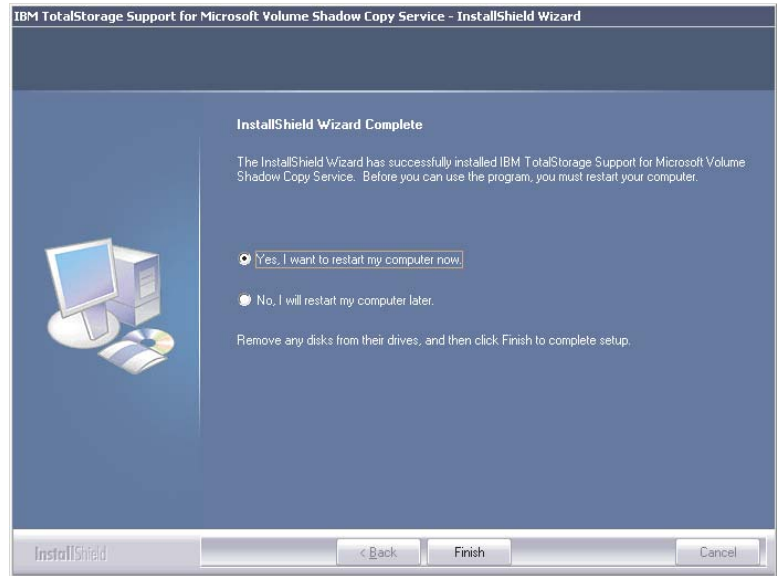 IBM TotalStorage Support for Microsoft Volume Shadow Copy Service - InstallShield Wizard
InstallShield Wizard Complete
The InstallShield Wizard has successfully installed IBM TotalStorage Support for Microsoft Volume
Shadow Copy Service. Before you can use the program, you must restart your computer.
Yes, I want to restart my computer now.
No, I will restart my computer later.
Remove any disks from their drives, and then click Finish to complete setup.
InstallShield
< Back
Finish
Cancel